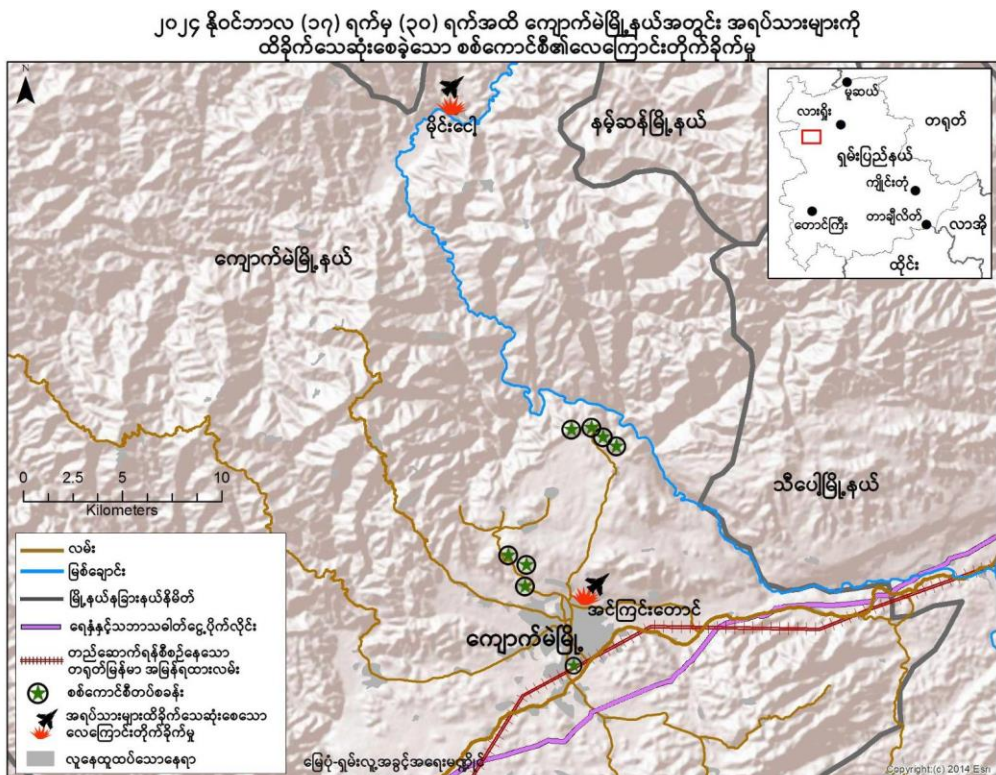 ၂၀၂၄ နိုဝင်ဘာလ (၁၇) ရက်မှ (၃၀) ရက်အထိ ကျောက်မဲမြို့နယ်အတွင်း အရပ်သားများကို
ထိခိုက်သေဆုံးစေခဲ့သော စစ်ကောင်စီ၏လေကြောင်းတိုက်ခိုက်မှု
N
မိုင်းငေါ့
နမ့်ဆန်မြို့နယ်
မူဆယ်
လားရှိုး
တရုတ်
ရှမ်းပြည်နယ်
ကျိုင်းတုံ
တောင်ကြီး
တာချီလိတ်
လာအို
ထိုင်း
ကျောက်မဲမြို့နယ်
သီပေါ့မြို့နယ်
0 2.5 5 10
Kilometers
အင်ကြင်းတောင်
ကျောက်မဲမြို့
လမ်း
မြစ်ချောင်း
မြို့နယ်နခြားနယ်နိမိတ်
ရေနံနှင့်သဘာသဓါတ်ငွေ့ပိုက်လိုင်း
တည်ဆောက်ရန်စီစဉ်နေသော
တရုတ်မြန်မာ အမြန်ရထားလမ်း
စစ်ကောင်စီတပ်စခန်း
အရပ်သားများထိခိုက်သေဆုံးစေသော
လေကြောင်းတိုက်ခိုက်မှု
လူနေထူထပ်သောနေရာ
မြေပုံ-ရှမ်းလူ့အခွင့်အရေးမဏ္ဍိုင်
Copyright:(c) 2014 Esri